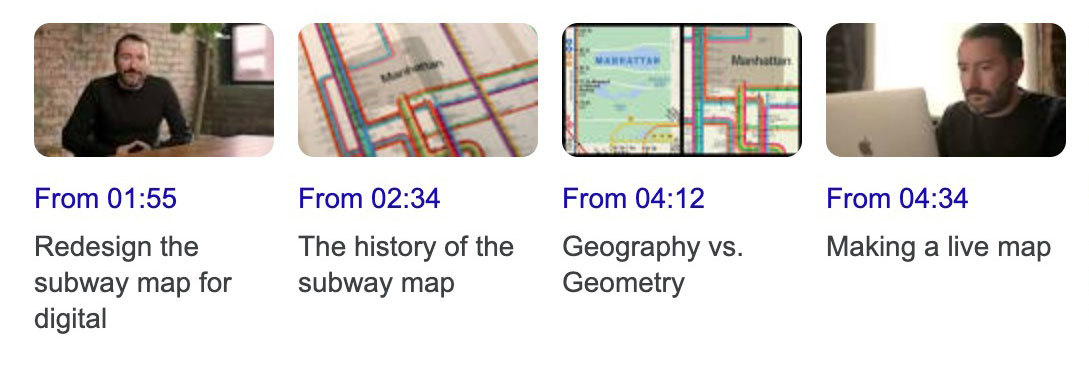 Manhattan
MANHATTAN
Manhattan
From 01:55
From 02:34
From 04:12
From 04:34
Redesign the
subway map for
digital
The history of the
subway map
Geography vs.
Geometry
Making a live map